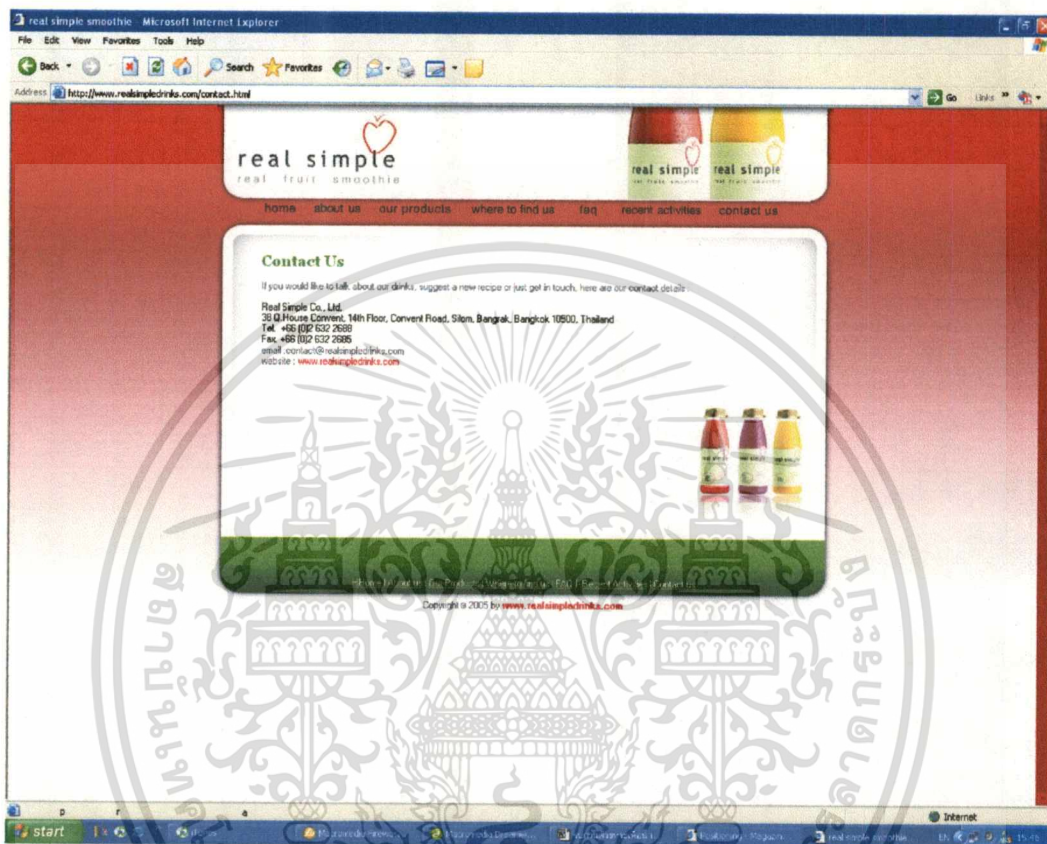 real simple smoothie - Microsoft Internet Explorer
File Edit View Favorites Tools Help
Back Search Favorites
Address http://www.realsimpledrinks.com/contact.html Go Links »
real simple
real fruit smoothie
real simple real simple
home about us our products where to find us faq recent activities contact us
Contact Us
If you would like to talk about our drinks, suggest a new recipe or just get in touch, here are our contact details :
Real Simple Co., Ltd.
38 Q.House Convent, 14th Floor, Convent Road, Silom, Bangrak, Bangkok 10500, Thailand
Tel. +66 (0)2 632 2688
Fax. +66 (0)2 632 2685
email :contact@realsimpledrinks.com
website : www.realsimpledrinks.com
Copyright © 2005 by www.realsimpledrinks.com
Internet
start
real simple smoothie
EN